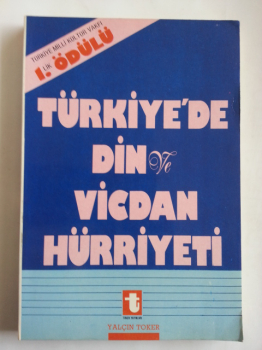 TÜRKİYE MİLLİ KÜLTÜR VAKFI
1.LİK ÖDÜLÜ
TÜRKİYE'DE
DİN Ve
VİCDAN
HÜRRİYETİ
t
YALÇIN TOKER